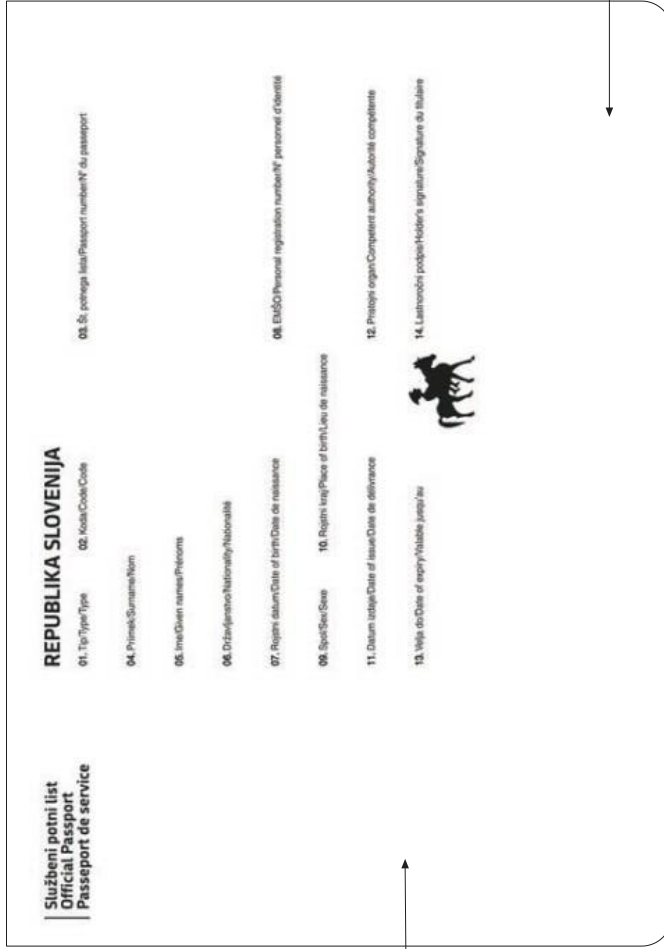 Službeni potni list
Official Passport
Passeport de service
REPUBLIKA SLOVENIJA
01. Tip/Type/Type 02. Koda/Code/Code 03. Št. potnega lista/Passport number/N° du passeport
04. Priimek/Surname/Nom
05. Ime/Given names/Prénoms
06. Državljanstvo/Nationality/Nationalité
07. Rojstni datum/Date of birth/Date de naissance 08. EMŠO/Personal registration number/N° personnel d'identité
09. Spol/Sex/Sexe 10. Rojstni kraj/Place of birth/Lieu de naissance
11. Datum izdaje/Date of issue/Date de délivrance 12. Pristojni organ/Competent authority/Autorité compétente
13. Velja do/Date of expiry/Valable jusqu'au 14. Lastnoročni podpis/Holder's signature/Signature du titulaire